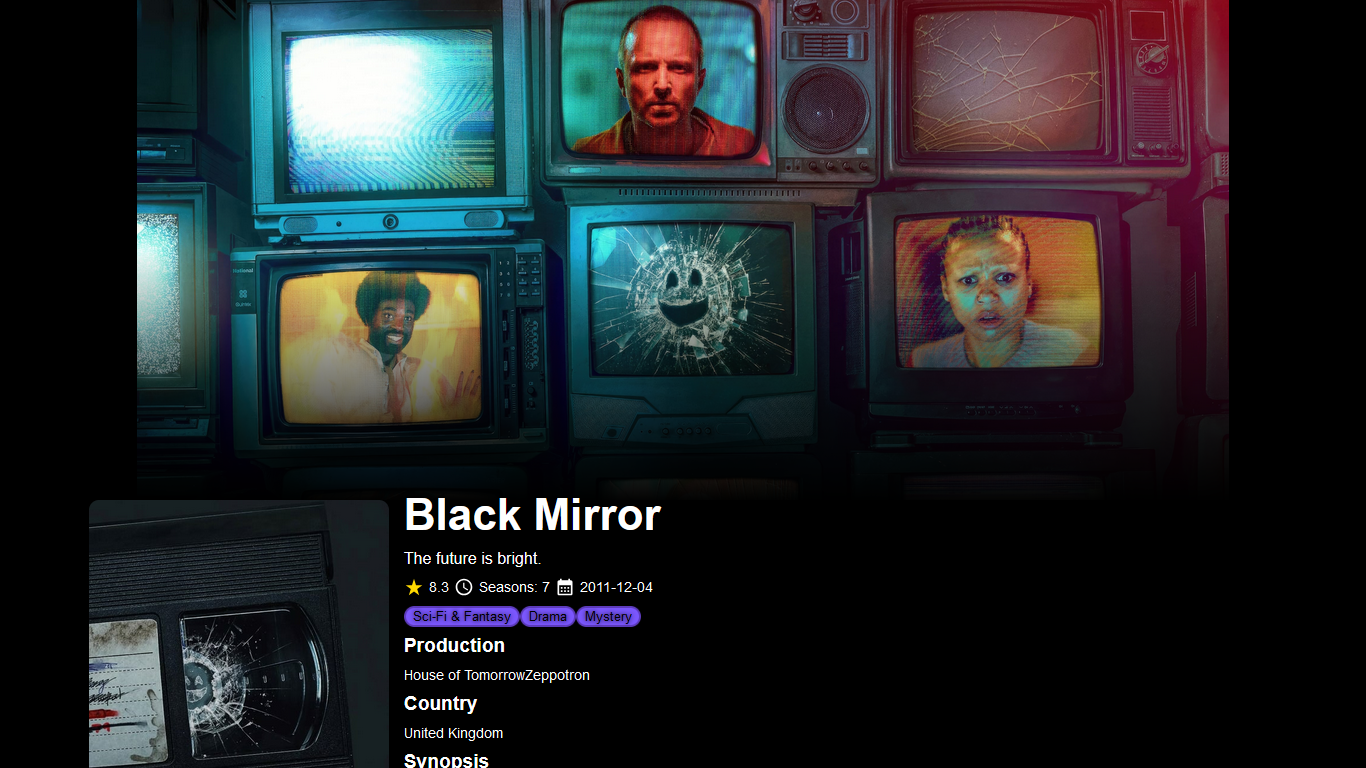 Black Mirror
The future is bright.
8.3 Seasons: 7 2011-12-04
Sci-Fi & Fantasy Drama Mystery
Production
House of TomorrowZeppotron
Country
United Kingdom
Synopsis